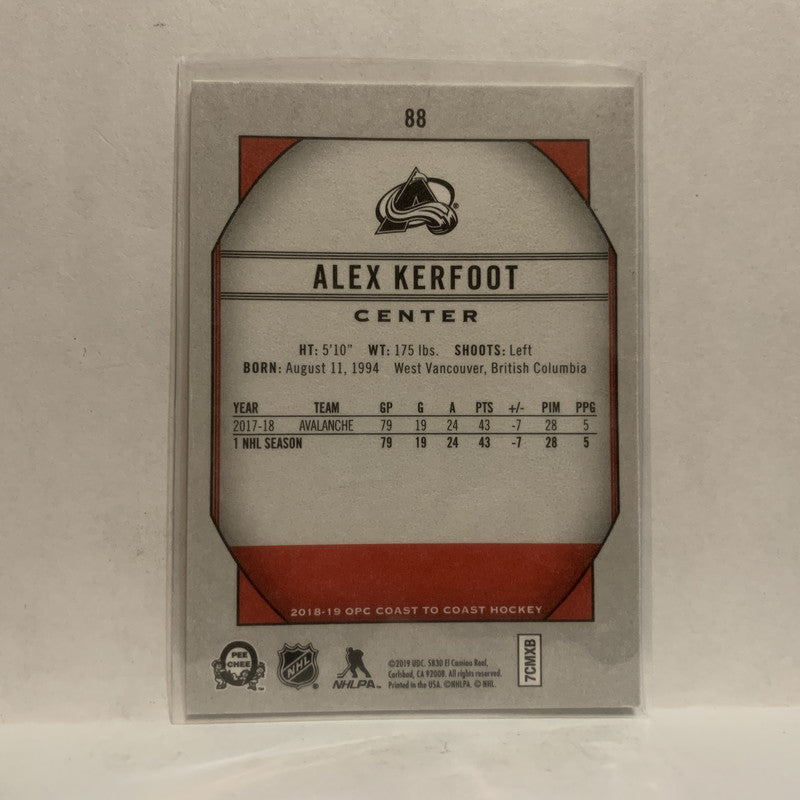 88
ALEX KERFOOT
CENTER
HT: 5'10" WT: 175 lbs. SHOOTS: Left
BORN: August 11, 1994 West Vancouver, British Columbia
YEAR TEAM GP G A PTS +/- PIM PPG
2017-18 AVALANCHE 79 19 24 43 -7 28 5
1 NHL SEASON 79 19 24 43 -7 28 5
2018-19 OPC COAST TO COAST HOCKEY
PEE CHEE
NHL
NHLPA
©2019 UDC. 5830 El Camino Real,
Carlsbad, CA 92008. All rights reserved.
Printed in the USA. ©NHLPA. © NHL.
7CMXB